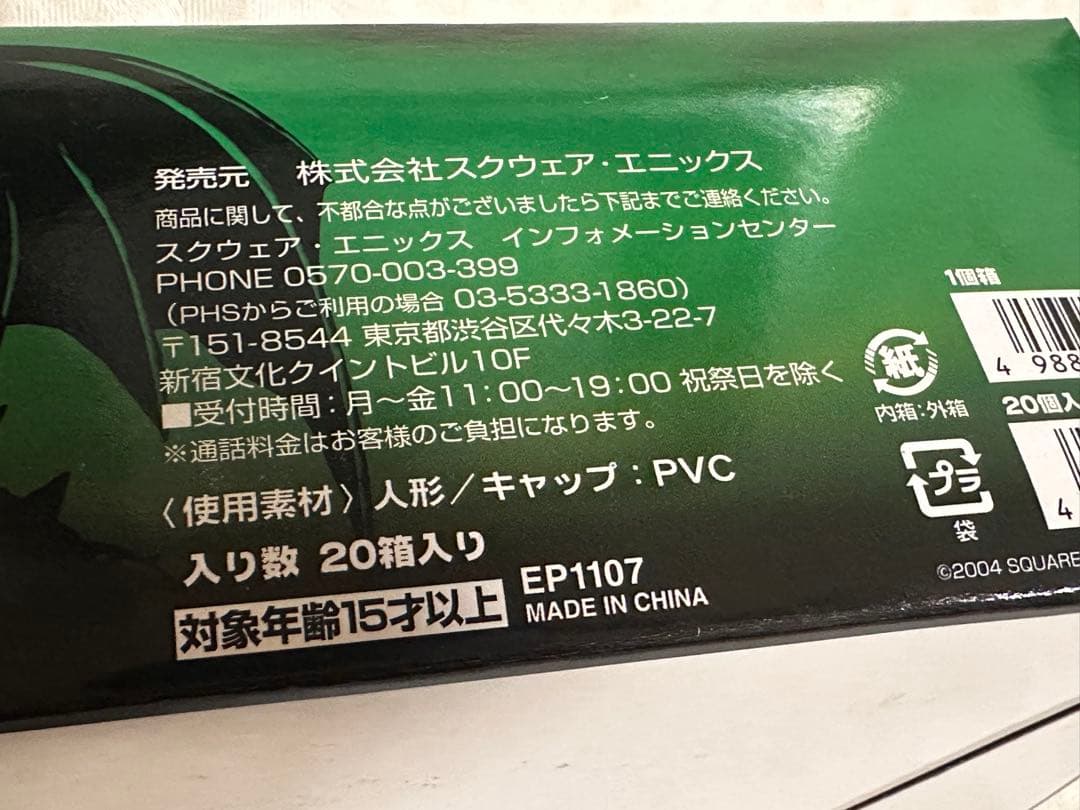 発売元 株式会社スクウェア・エニックス
商品に関して、不都合な点がございましたら下記までご連絡ください。
スクウェア・エニックス インフォメーションセンター
PHONE 0570-003-399
（PHSからご利用の場合 03-5333-1860）
〒151-8544 東京都渋谷区代々木3-22-7
新宿文化クイントビル10F
■受付時間：月～金11：00～19：00 祝祭日を除く
※通話料金はお客様のご負担になります。
〈使用素材〉人形／キャップ：PVC
入り数 20箱入り
対象年齢15才以上
EP1107
MADE IN CHINA
1個箱
4 988
紙
内箱：外箱
20個入
4
プラ
袋
©2004 SQUARE